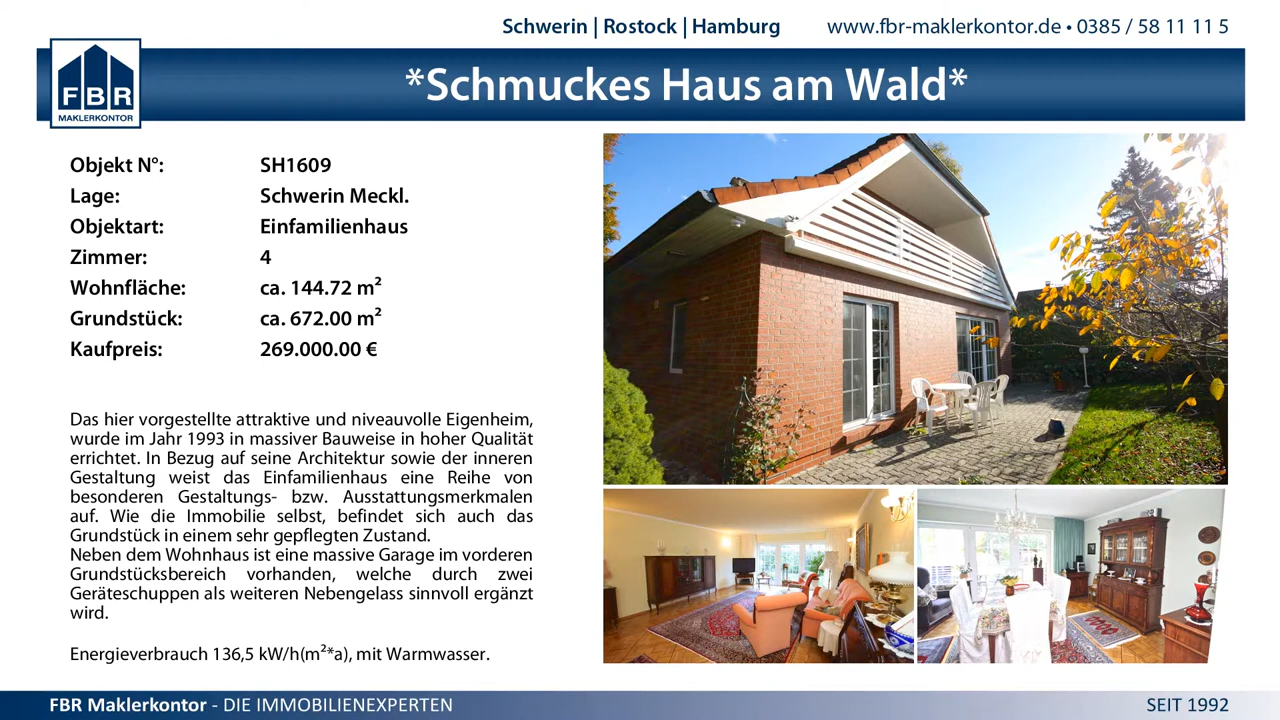 Schwerin | Rostock | Hamburg
www.fbr-maklerkontor.de • 0385 / 58 11 11 5
FBR
MAKLERKONTOR
*Schmuckes Haus am Wald*
Objekt N°: SH1609
Lage: Schwerin Meckl.
Objektart: Einfamilienhaus
Zimmer: 4
Wohnfläche: ca. 144.72 m²
Grundstück: ca. 672.00 m²
Kaufpreis: 269.000.00 €
Das hier vorgestellte attraktive und niveauvolle Eigenheim,
wurde im Jahr 1993 in massiver Bauweise in hoher Qualität
errichtet. In Bezug auf seine Architektur sowie der inneren
Gestaltung weist das Einfamilienhaus eine Reihe von
besonderen Gestaltungs- bzw. Ausstattungsmerkmalen
auf. Wie die Immobilie selbst, befindet sich auch das
Grundstück in einem sehr gepflegten Zustand.
Neben dem Wohnhaus ist eine massive Garage im vorderen
Grundstücksbereich vorhanden, welche durch zwei
Geräteschuppen als weiteren Nebengelass sinnvoll ergänzt
wird.
Energieverbrauch 136,5 kW/h(m²*a), mit Warmwasser.
FBR Maklerkontor - DIE IMMOBILIENEXPERTEN
SEIT 1992